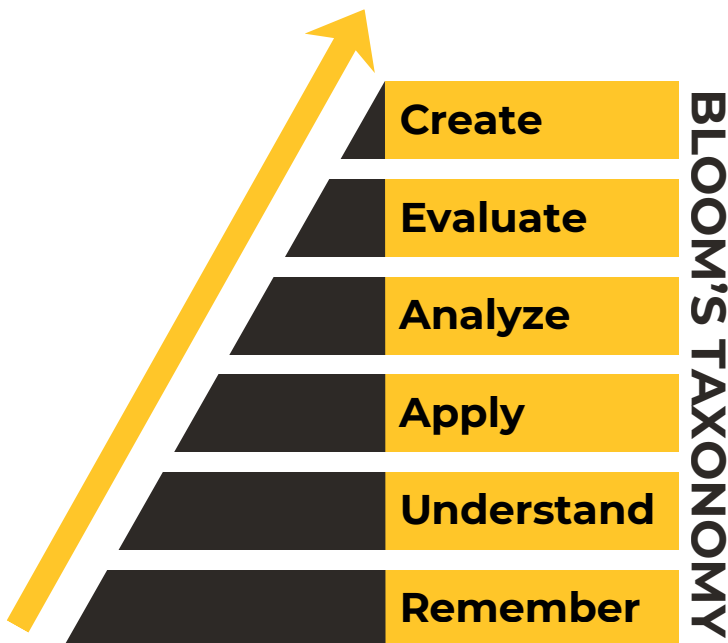 Create
Evaluate
Analyze
Apply
Understand
Remember
BLOOM'S TAXONOMY